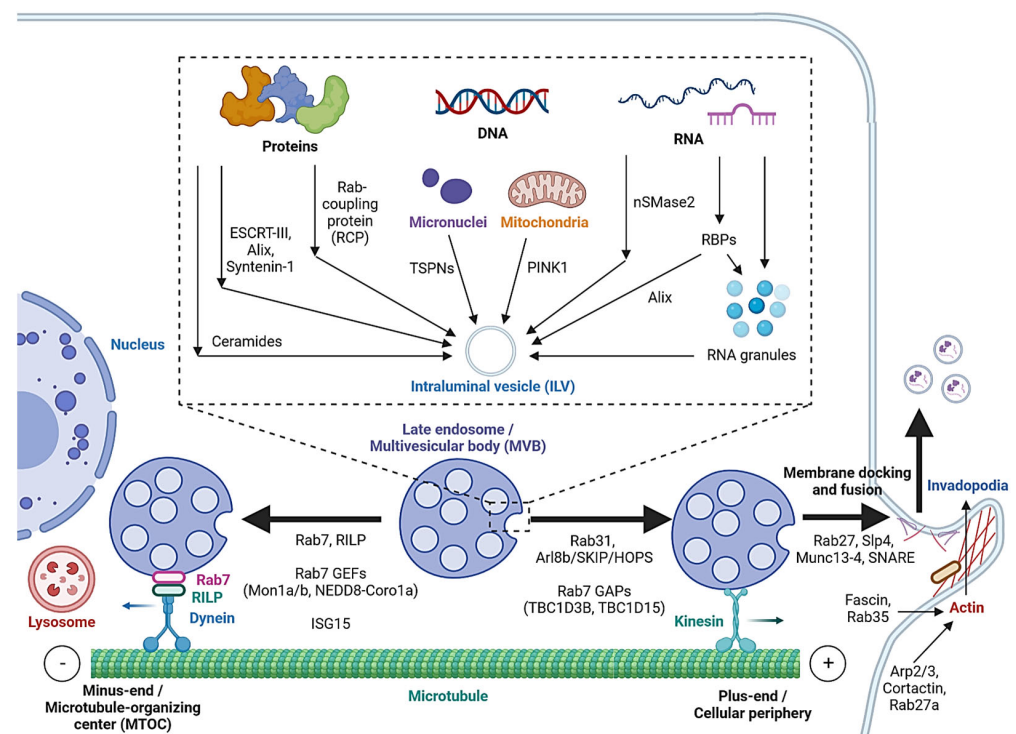 Proteins
DNA
RNA
Rab-
coupling
protein
(RCP)
Micronuclei
Mitochondria
nSMase2
ESCRT-III,
Alix,
Syntenin-1
TSPNs
PINK1
RBPs
Alix
Ceramides
RNA granules
Intraluminal vesicle (ILV)
Nucleus
Late endosome /
Multivesicular body (MVB)
Membrane docking
and fusion
Invadopodia
Rab7, RILP
Rab7 GEFs
(Mon1a/b, NEDD8-Coro1a)
ISG15
Rab31,
Arl8b/SKIP/HOPS
Rab7 GAPs
(TBC1D3B, TBC1D15)
Rab27, Slp4,
Munc13-4, SNARE
Rab7
RILP
Dynein
Lysosome
Kinesin
Fascin,
Rab35
Actin
Arp2/3,
Cortactin,
Rab27a
-
+
Minus-end /
Microtubule-organizing
center (MTOC)
Microtubule
Plus-end /
Cellular periphery